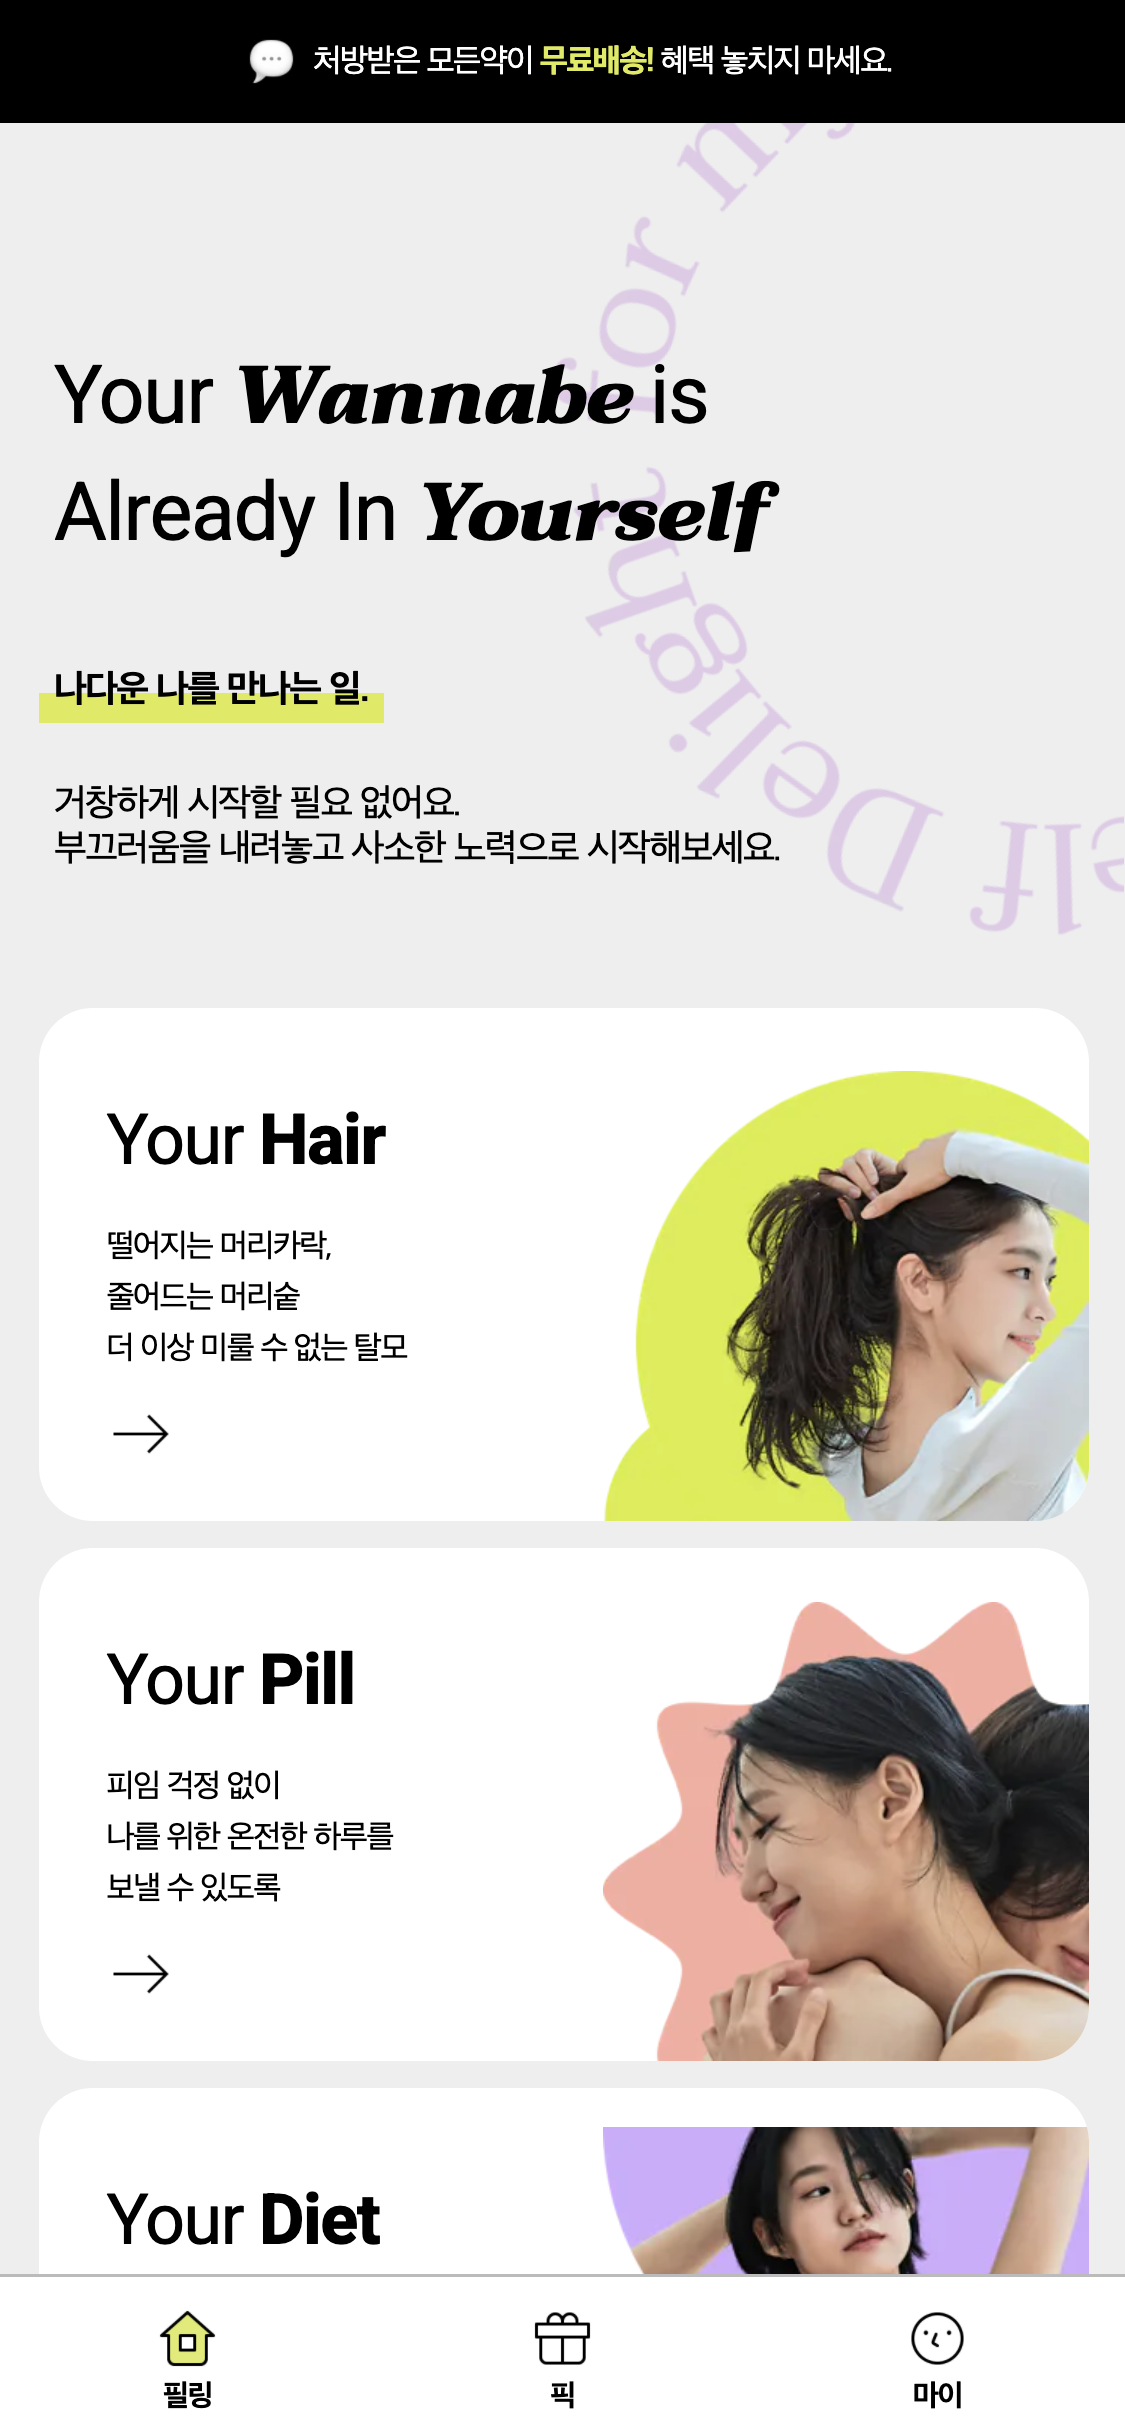 처방받은 모든약이 무료배송! 혜택 놓치지 마세요.
Your Wannabe is
Already In Yourself
elf Delight for my
나다운 나를 만나는 일.
거창하게 시작할 필요 없어요.
부끄러움을 내려놓고 사소한 노력으로 시작해보세요.
Your Hair
떨어지는 머리카락,
줄어드는 머리숱
더 이상 미룰 수 없는 탈모
Your Pill
피임 걱정 없이
나를 위한 온전한 하루를
보낼 수 있도록
Your Diet
필링
픽
마이